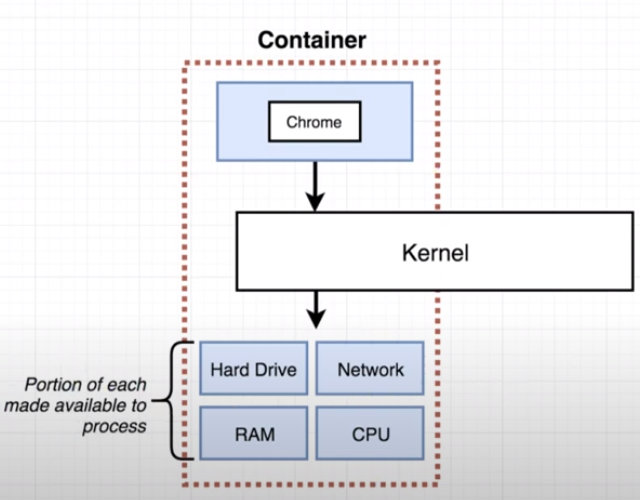 Container
Chrome
Kernel
Hard Drive
Network
Portion of each
made available to
process
RAM
CPU